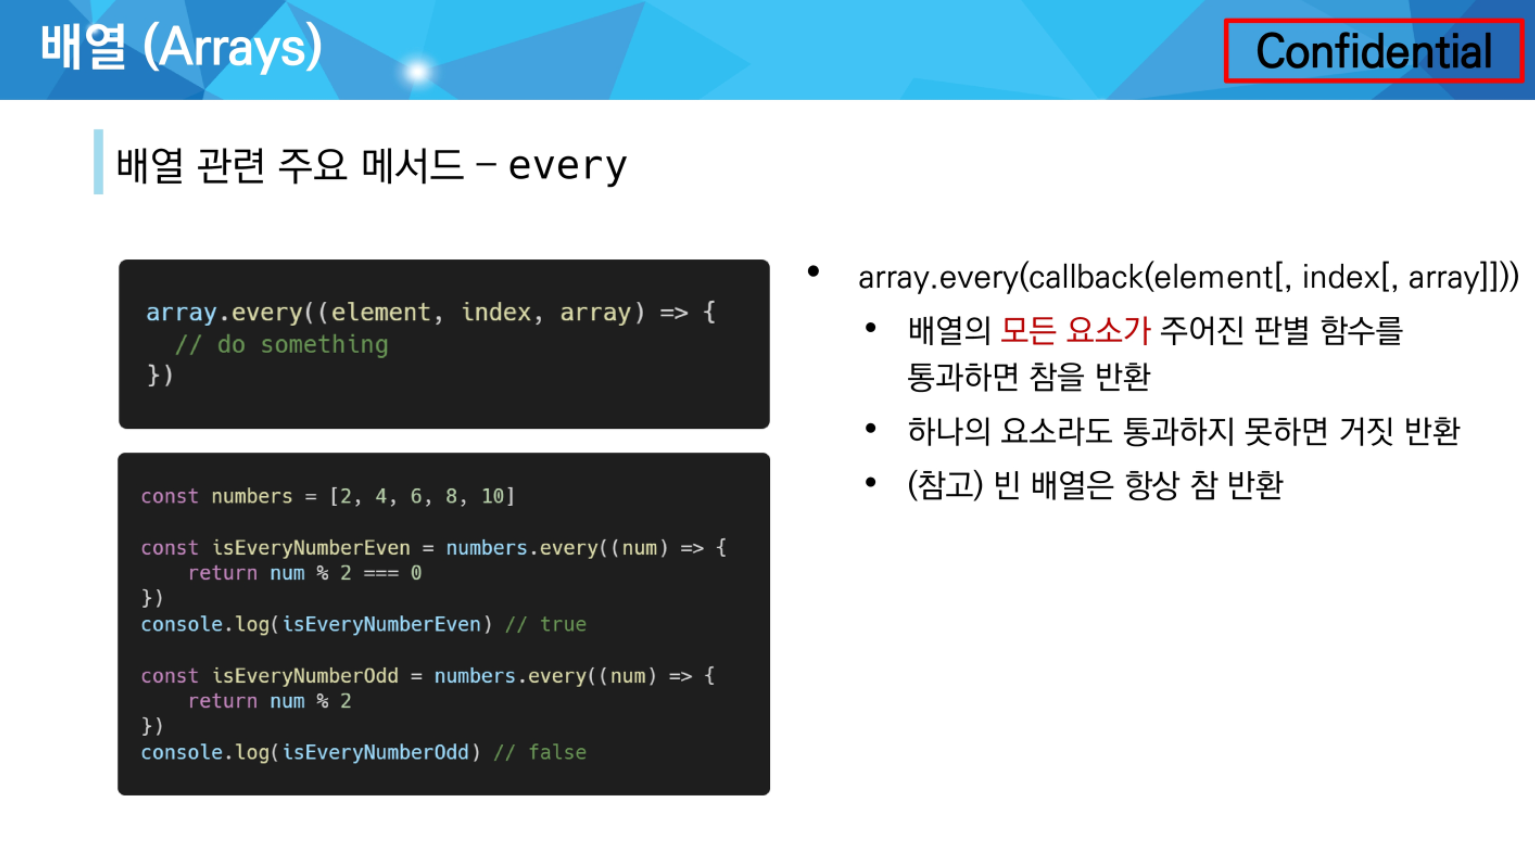 배열 (Arrays)
Confidential
배열 관련 주요 메서드 – every
array.every((element, index, array) => {
  // do something
})
const numbers = [2, 4, 6, 8, 10]
const isEveryNumberEven = numbers.every((num) => {
    return num % 2 === 0
})
console.log(isEveryNumberEven) // true
const isEveryNumberOdd = numbers.every((num) => {
    return num % 2
})
console.log(isEveryNumberOdd) // false
• array.every(callback(element[, index[, array]]))
• 배열의 모든 요소가 주어진 판별 함수를
통과하면 참을 반환
• 하나의 요소라도 통과하지 못하면 거짓 반환
• (참고) 빈 배열은 항상 참 반환